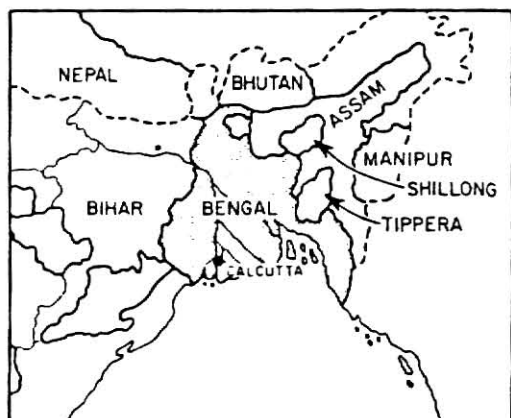 NEPAL
BHUTAN
ASSAM
MANIPUR
SHILLONG
BIHAR
BENGAL
TIPPERA
CALCUTTA